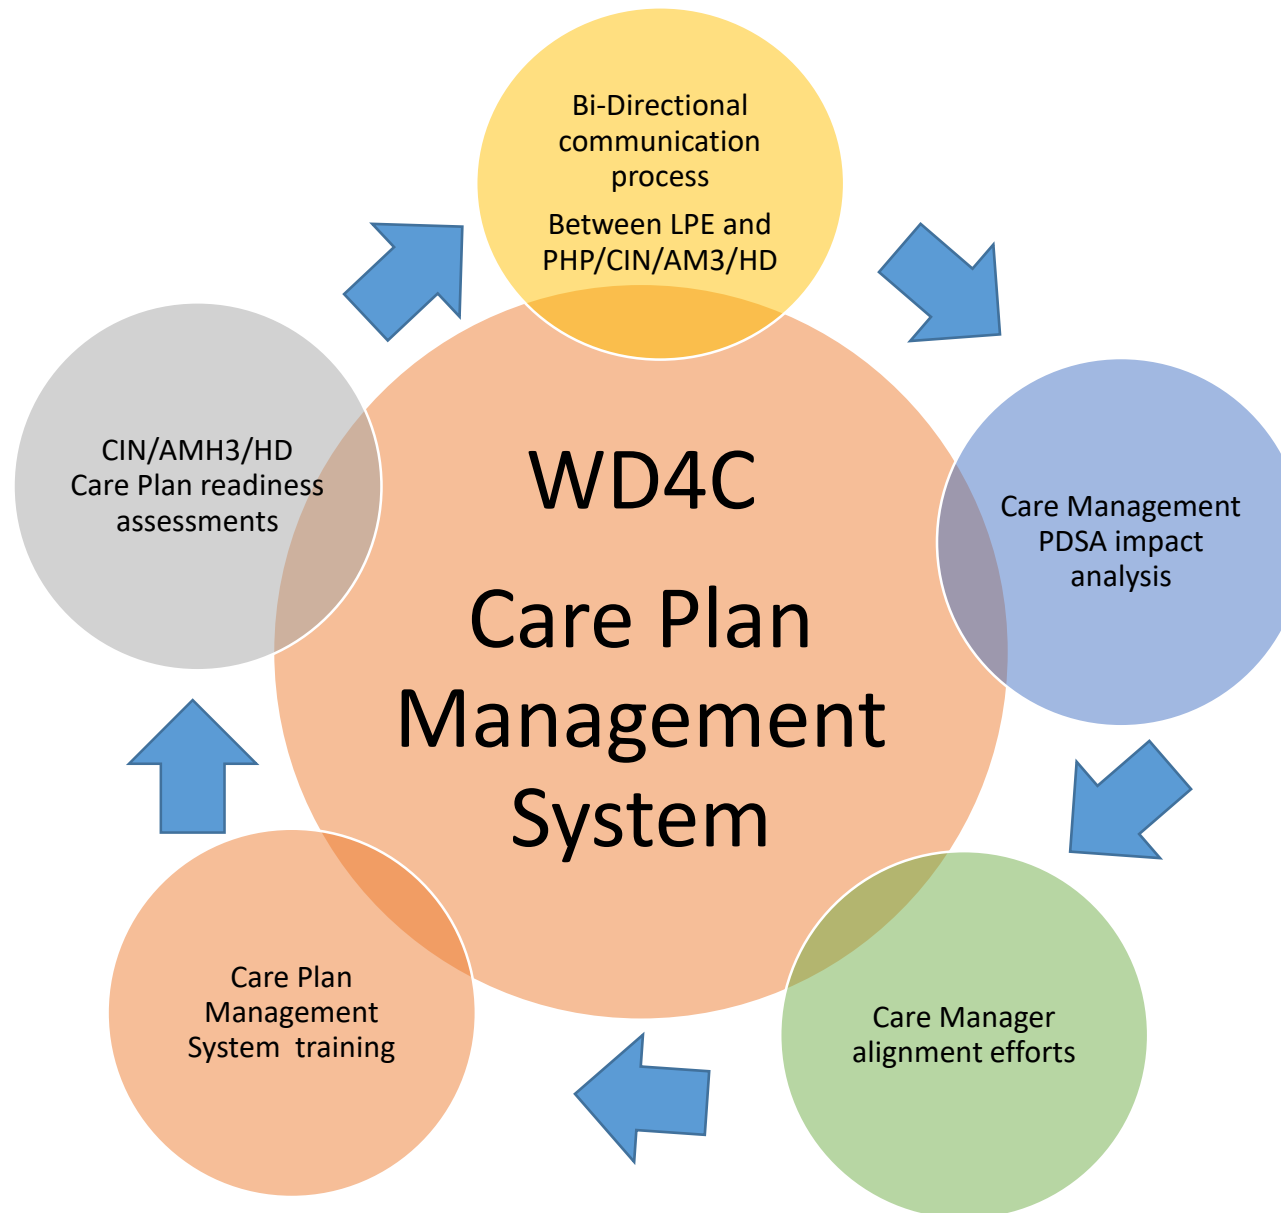 Bi-Directional
communication
process
Between LPE and
PHP/CIN/AM3/HD
WD4C
Care Plan
Management
System
CIN/AMH3/HD
Care Plan readiness
assessments
Care Management
PDSA impact
analysis
Care Plan
Management
System  training
Care Manager
alignment efforts